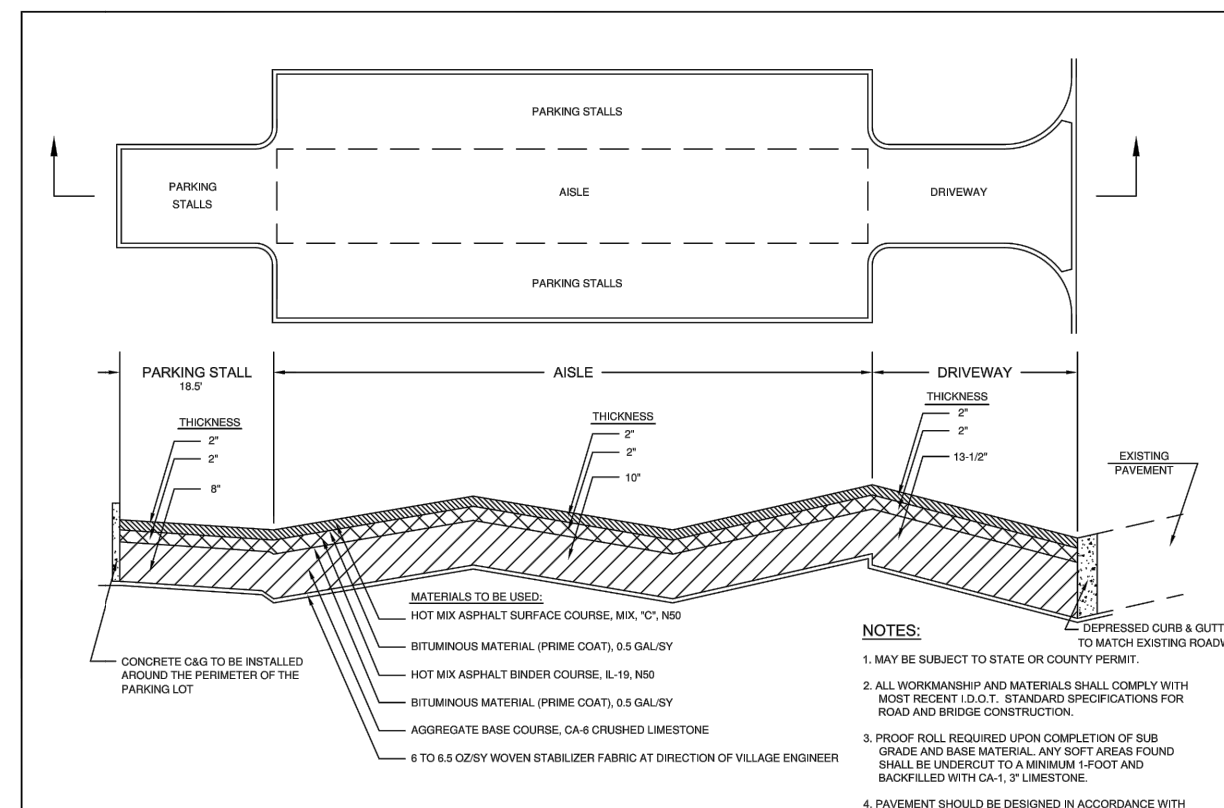 PARKING STALLS
PARKING
STALLS
AISLE
DRIVEWAY
PARKING STALLS
PARKING STALL
18.5'
AISLE
DRIVEWAY
THICKNESS
2"
2"
8"
THICKNESS
2"
2"
10"
THICKNESS
2"
2"
13-1/2"
EXISTING
PAVEMENT
MATERIALS TO BE USED:
HOT MIX ASPHALT SURFACE COURSE, MIX, "C", N50
BITUMINOUS MATERIAL (PRIME COAT), 0.5 GAL/SY
HOT MIX ASPHALT BINDER COURSE, IL-19, N50
BITUMINOUS MATERIAL (PRIME COAT), 0.5 GAL/SY
AGGREGATE BASE COURSE, CA-6 CRUSHED LIMESTONE
6 TO 6.5 OZ/SY WOVEN STABILIZER FABRIC AT DIRECTION OF VILLAGE ENGINEER
CONCRETE C&G TO BE INSTALLED
AROUND THE PERIMETER OF THE
PARKING LOT
DEPRESSED CURB & GUTT
TO MATCH EXISTING ROADW
NOTES:
1. MAY BE SUBJECT TO STATE OR COUNTY PERMIT.
2. ALL WORKMANSHIP AND MATERIALS SHALL COMPLY WITH
MOST RECENT I.D.O.T. STANDARD SPECIFICATIONS FOR
ROAD AND BRIDGE CONSTRUCTION.
3. PROOF ROLL REQUIRED UPON COMPLETION OF SUB
GRADE AND BASE MATERIAL. ANY SOFT AREAS FOUND
SHALL BE UNDERCUT TO A MINIMUM 1-FOOT AND
BACKFILLED WITH CA-1, 3" LIMESTONE.
4. PAVEMENT SHOULD BE DESIGNED IN ACCORDANCE WITH